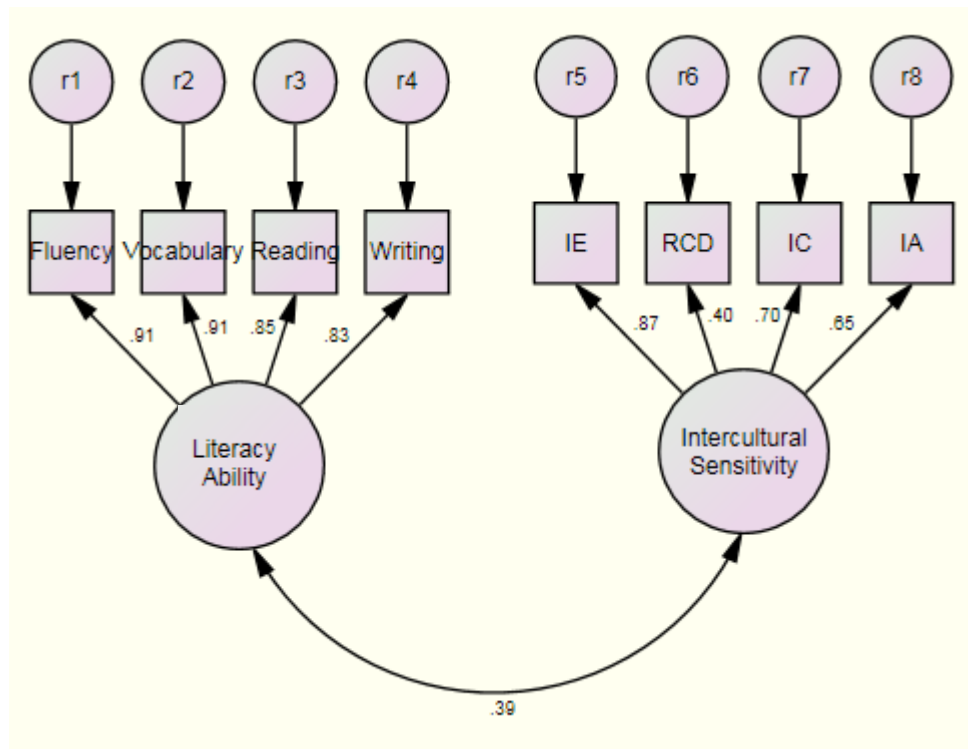 r1
r2
r3
r4
r5
r6
r7
r8
Fluency
Vocabulary
Reading
Writing
IE
RCD
IC
IA
.91
.91
.85
.83
.87
.40
.70
.65
Literacy
Ability
Intercultural
Sensitivity
.39